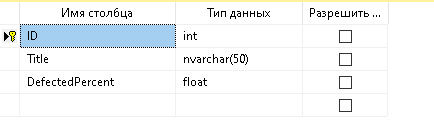 Имя столбца Тип данных Разрешить ...
ID int
Title nvarchar(50)
DefectedPercent float